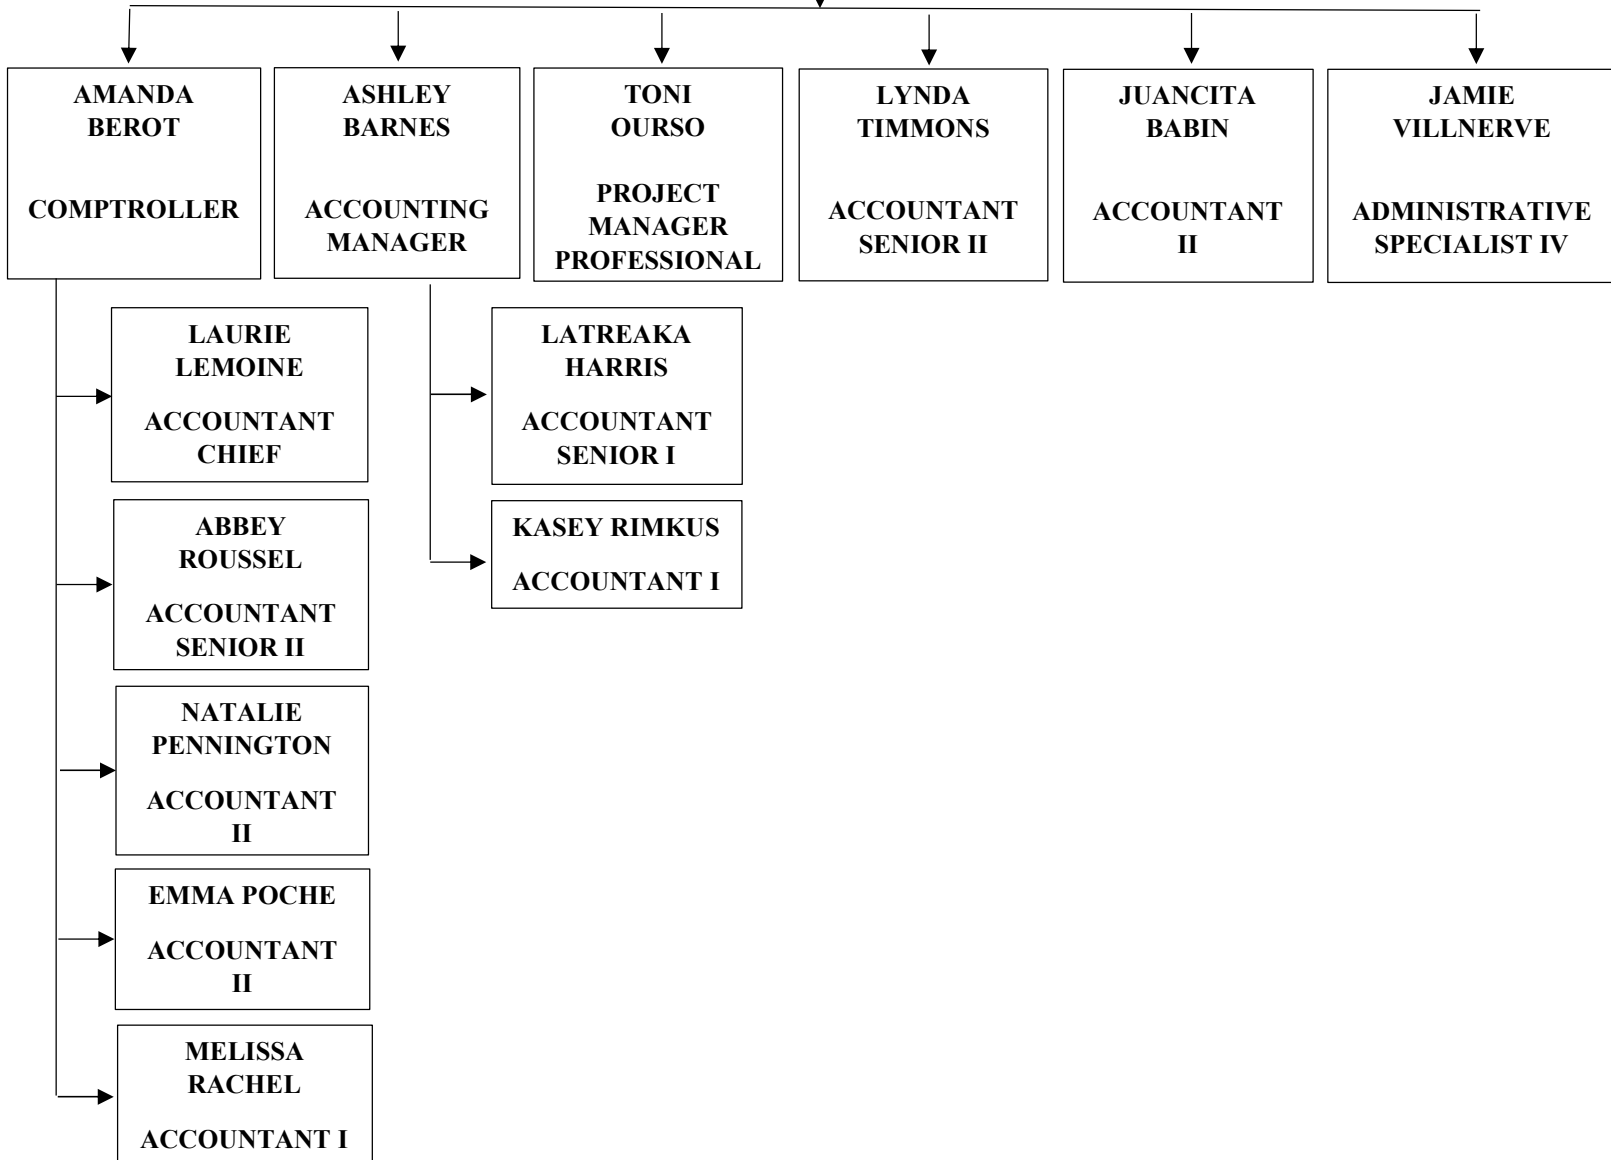 AMANDA
BEROT
COMPTROLLER
ASHLEY
BARNES
ACCOUNTING
MANAGER
TONI
OURSO
PROJECT
MANAGER
PROFESSIONAL
LYNDA
TIMMONS
ACCOUNTANT
SENIOR II
JUANCITA
BABIN
ACCOUNTANT
II
JAMIE
VILLNERVE
ADMINISTRATIVE
SPECIALIST IV
LAURIE
LEMOINE
ACCOUNTANT
CHIEF
ABBEY
ROUSSEL
ACCOUNTANT
SENIOR II
NATALIE
PENNINGTON
ACCOUNTANT
II
EMMA POCHE
ACCOUNTANT
II
MELISSA
RACHEL
ACCOUNTANT I
LATREAKA
HARRIS
ACCOUNTANT
SENIOR I
KASEY RIMKUS
ACCOUNTANT I